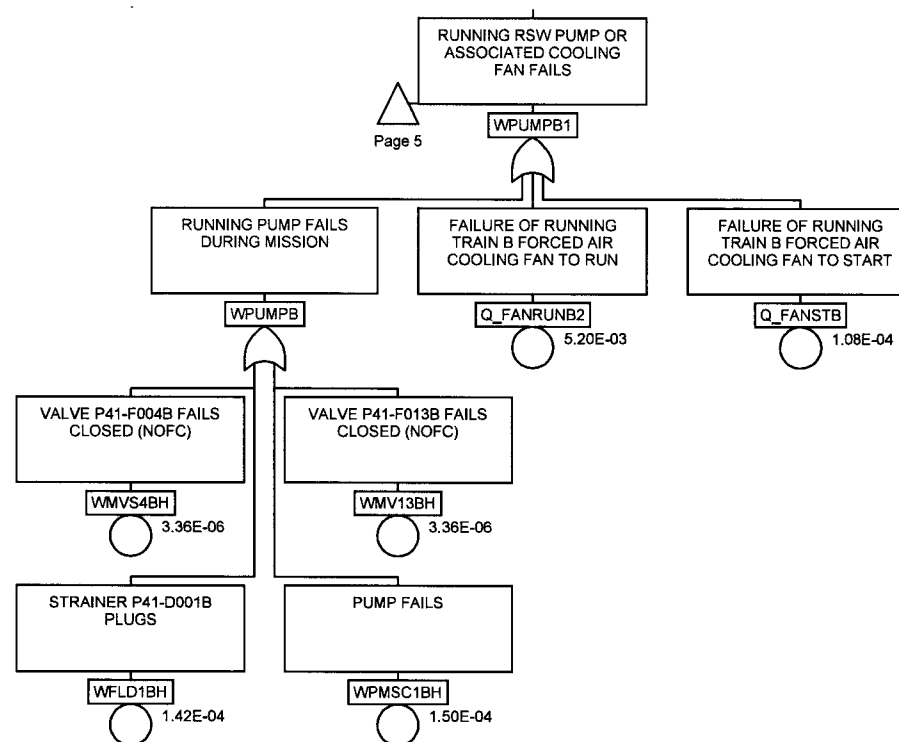 RUNNING RSW PUMP OR
ASSOCIATED COOLING
FAN FAILS
Page 5
WPUMPB1
RUNNING PUMP FAILS
DURING MISSION
WPUMPB
FAILURE OF RUNNING
TRAIN B FORCED AIR
COOLING FAN TO RUN
Q_FANRUNB2
5.20E-03
FAILURE OF RUNNING
TRAIN B FORCED AIR
COOLING FAN TO START
Q_FANSTB
1.08E-04
VALVE P41-F004B FAILS
CLOSED (NOFC)
WMVS4BH
3.36E-06
VALVE P41-F013B FAILS
CLOSED (NOFC)
WMV13BH
3.36E-06
STRAINER P41-D001B
PLUGS
WFLD1BH
1.42E-04
PUMP FAILS
WPMSC1BH
1.50E-04